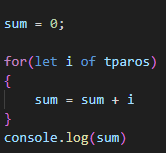 sum = 0;
for(let i of tparos)
{
sum = sum + i
}
console.log(sum)